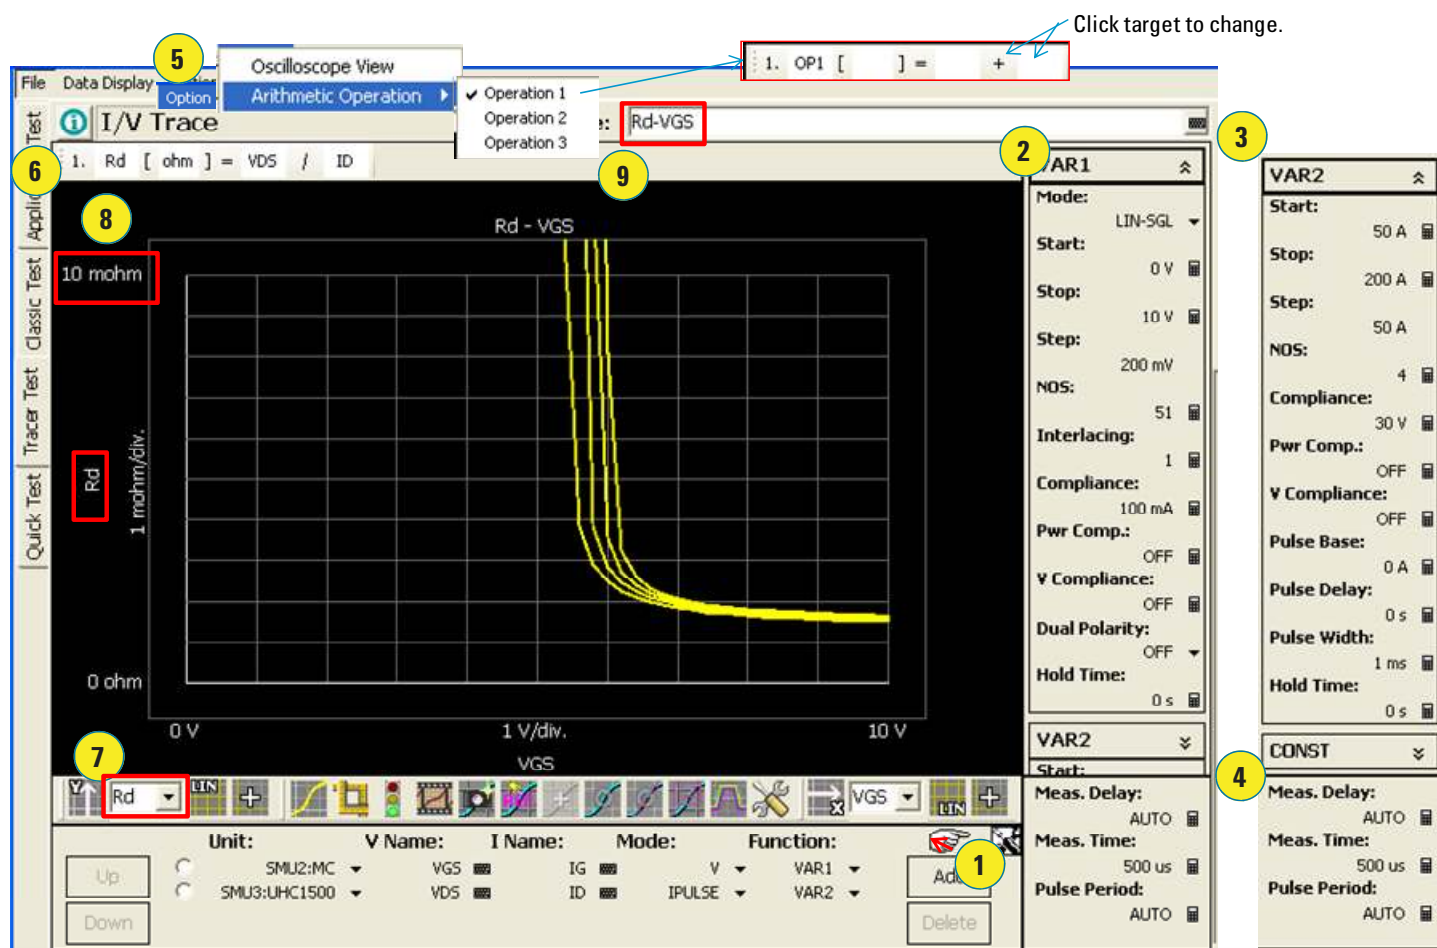 Click target to change.
5
Oscilloscope View
Arithmetic Operation
Operation 1
Operation 2
Operation 3
1. OP1 [ ] = +
File Data Display
Option
I/V Trace
Rd-VGS
1. Rd [ ohm ] = VDS / ID
6
9
2
3
8
7
4
1
Quick Test
Tracer Test
Classic Test
Applic
Test
Rd - VGS
10 mohm
Rd
1 mohm/div.
0 ohm
0 V
1 V/div.
10 V
VGS
VAR1
Mode:
LIN-SGL
Start:
0 V
Stop:
10 V
Step:
200 mV
NOS:
51
Interlacing:
1
Compliance:
100 mA
Pwr Comp.:
OFF
V Compliance:
OFF
Dual Polarity:
OFF
Hold Time:
0 s
VAR2
Start:
Meas. Delay:
AUTO
Meas. Time:
500 us
Pulse Period:
AUTO
VAR2
Start:
50 A
Stop:
200 A
Step:
50 A
NOS:
4
Compliance:
30 V
Pwr Comp.:
OFF
V Compliance:
OFF
Pulse Base:
0 A
Pulse Delay:
0 s
Pulse Width:
1 ms
Hold Time:
0 s
CONST
Meas. Delay:
AUTO
Meas. Time:
500 us
Pulse Period:
AUTO
Y
Rd
LIN
X
VGS
LIN
Unit: V Name: I Name: Mode: Function:
Up
SMU2:MC VGS IG V VAR1
Add
SMU3:UHC1500 VDS ID IPULSE VAR2
Down
Delete